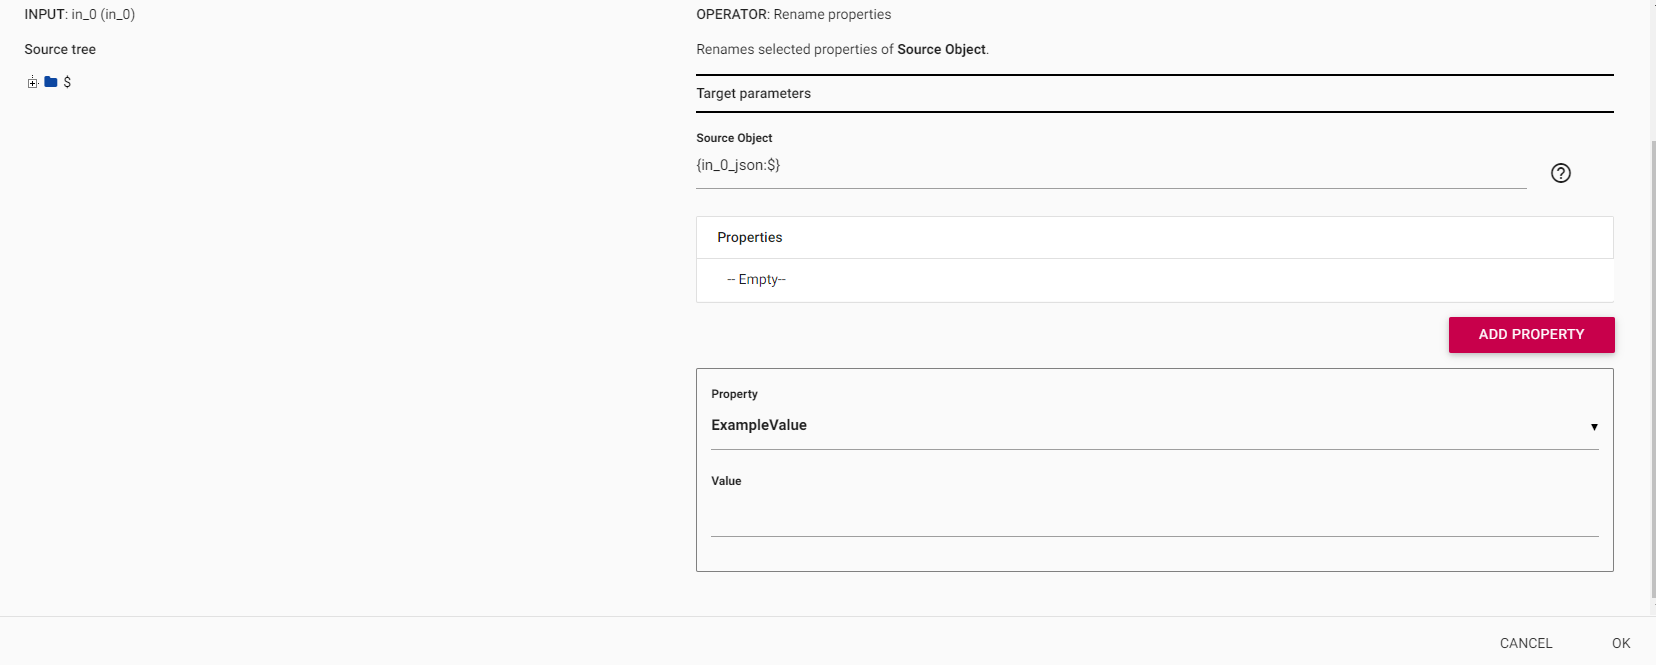 INPUT: in_0 (in_0)
Source tree
$
OPERATOR: Rename properties
Renames selected properties of Source Object.
Target parameters
Source Object
{in_0_json:$}
Properties
-- Empty--
ADD PROPERTY
Property
ExampleValue
Value
CANCEL
OK